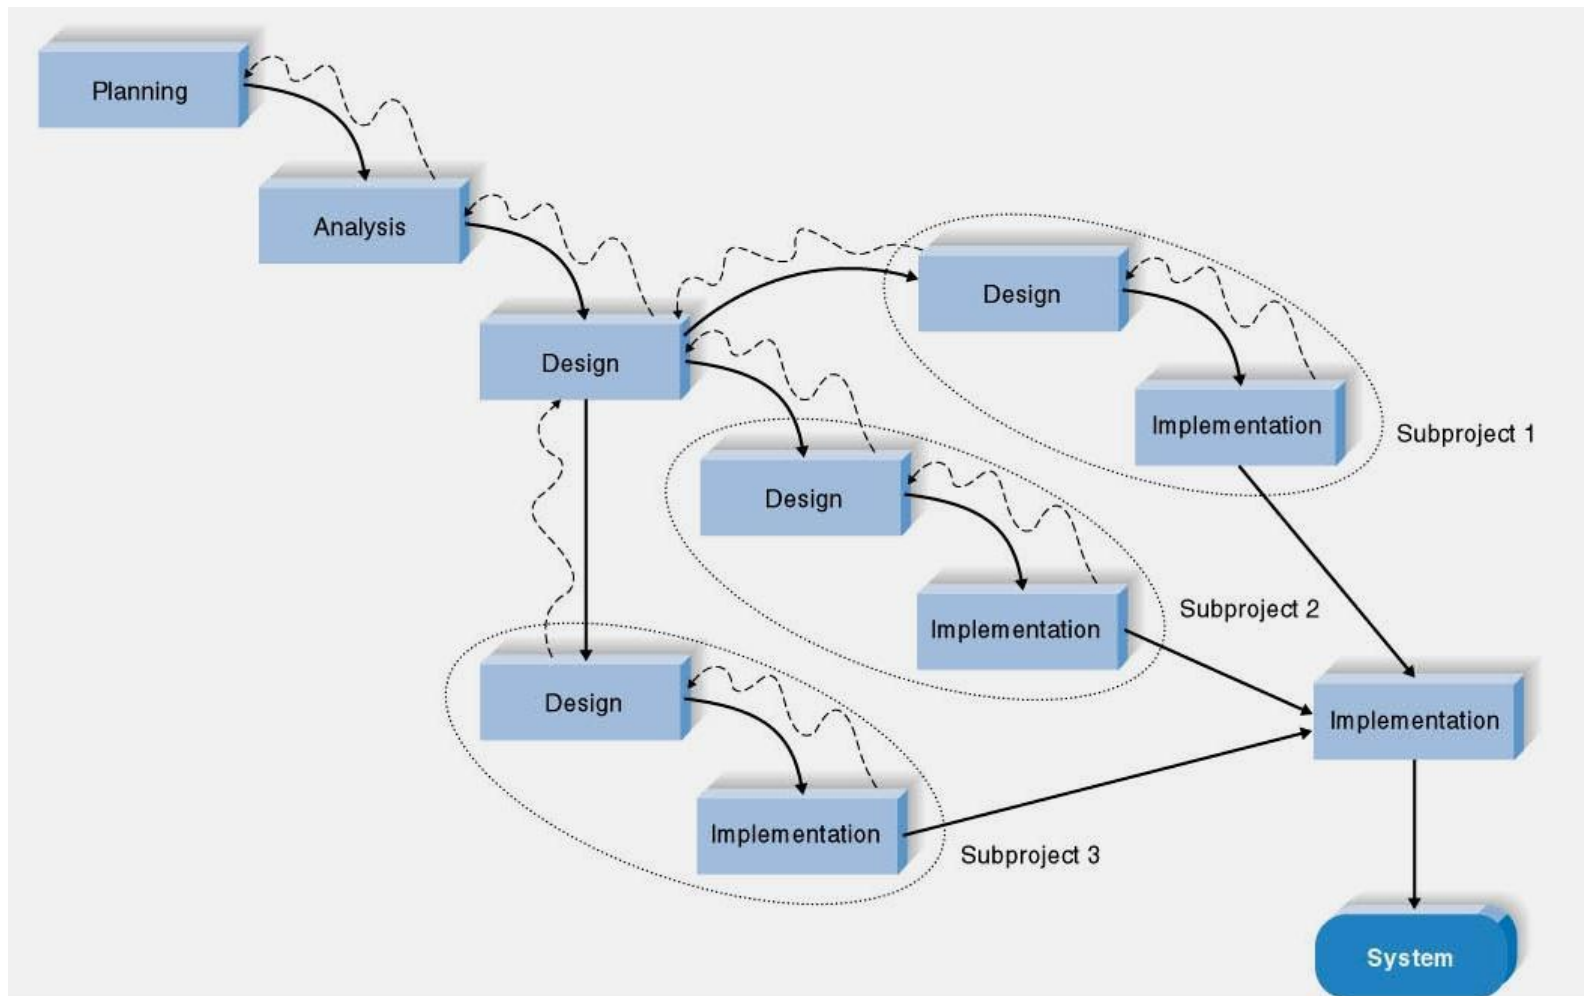 Planning
Analysis
Design
Design
Implementation
Subproject 1
Design
Implementation
Subproject 2
Design
Implementation
Subproject 3
Implementation
System